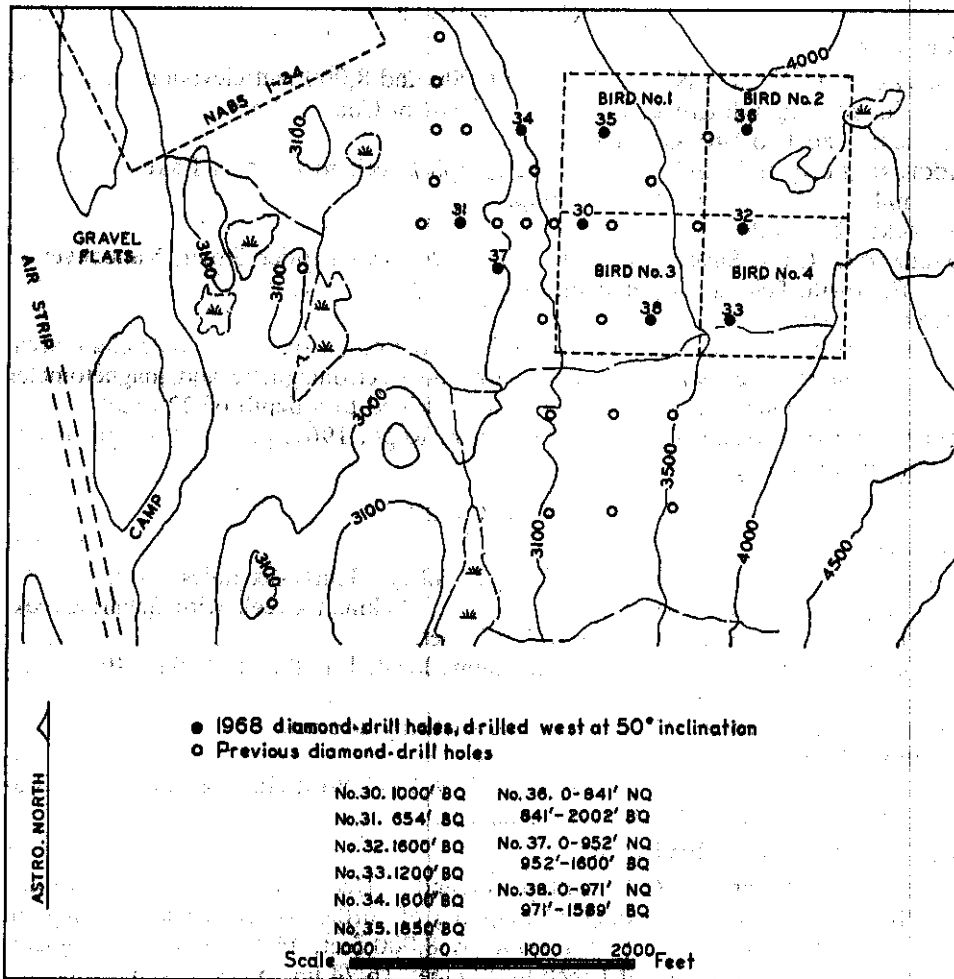 4000
NABS 1-34
BIRD No.1
BIRD No.2
3100
34
35
36
31
30
32
GRAVEL
FLATS
3100
3100
37
BIRD No.3
BIRD No.4
AIR STRIP
38
33
3000
3500
CAMP
3100
3100
3100
4000
4500
● 1968 diamond-drill holes, drilled west at 50° inclination
○ Previous diamond-drill holes
ASTRO. NORTH
No.30. 1000' BQ
No.31. 654' BQ
No.32. 1600' BQ
No.33. 1200' BQ
No.34. 1600' BQ
No.35. 1850' BQ
No.36. 0-841' NQ
841'-2002' BQ
No.37. 0-952' NQ
952'-1600' BQ
No.38. 0-971' NQ
971'-1589' BQ
Scale 1000 0 1000 2000 Feet